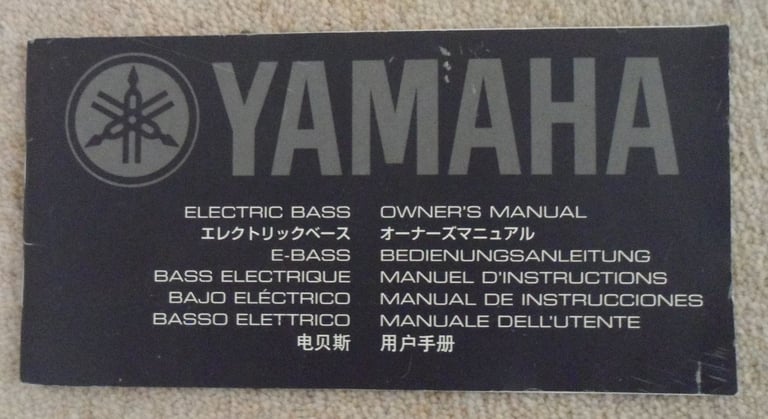 YAMAHA
ELECTRIC BASS OWNER'S MANUAL
エレクトリックベース オーナーズマニュアル
E-BASS BEDIENUNGSANLEITUNG
BASS ELECTRIQUE MANUEL D'INSTRUCTIONS
BAJO ELÉCTRICO MANUAL DE INSTRUCCIONES
BASSO ELETTRICO MANUALE DELL'UTENTE
电贝斯 用户手册